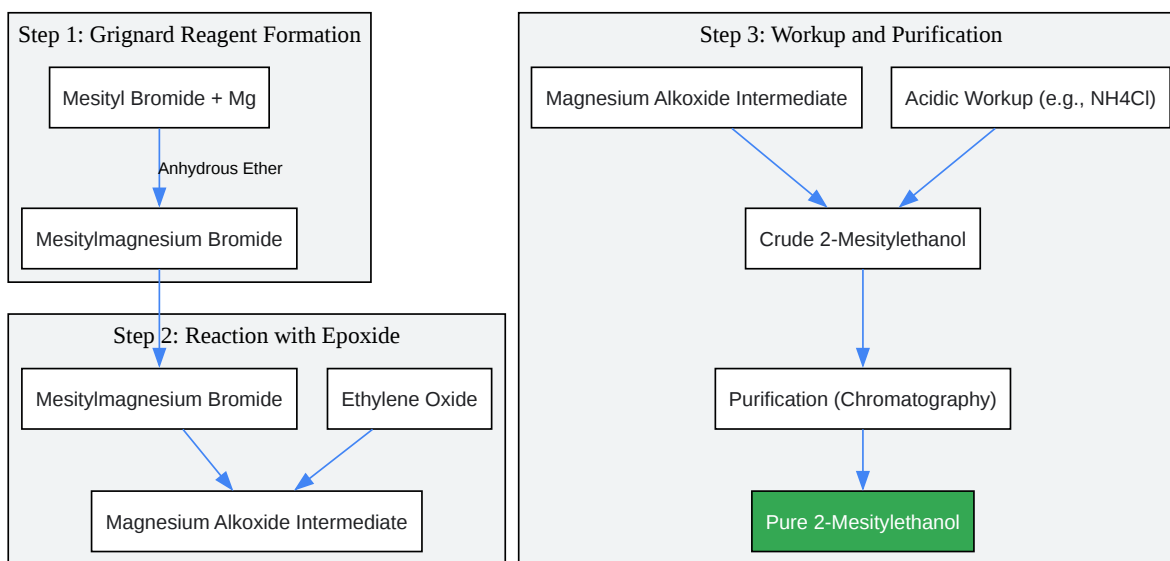 Step 1: Grignard Reagent Formation
Mesityl Bromide + Mg
Anhydrous Ether
Mesitylmagnesium Bromide
Step 2: Reaction with Epoxide
Mesitylmagnesium Bromide
Ethylene Oxide
Magnesium Alkoxide Intermediate
Step 3: Workup and Purification
Magnesium Alkoxide Intermediate
Acidic Workup (e.g., NH4Cl)
Crude 2-Mesitylethanol
Purification (Chromatography)
Pure 2-Mesitylethanol